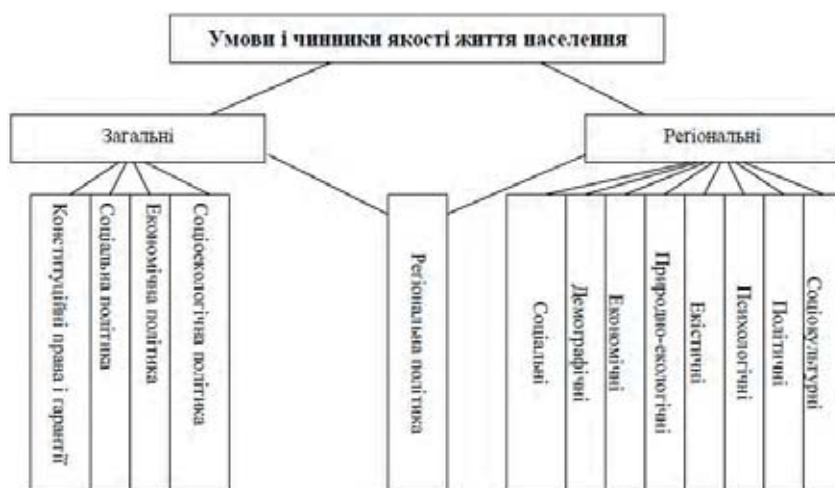 Умови і чинники якості життя населення
Загальні
Регіональні
Конституційні права і гарантії
Соціальна політика
Економічна політика
Соціоекологічна політика
Регіональна політика
Соціальні
Демографічні
Економічні
Природно-екологічні
Екістичні
Психологічні
Політичні
Соціокультурні